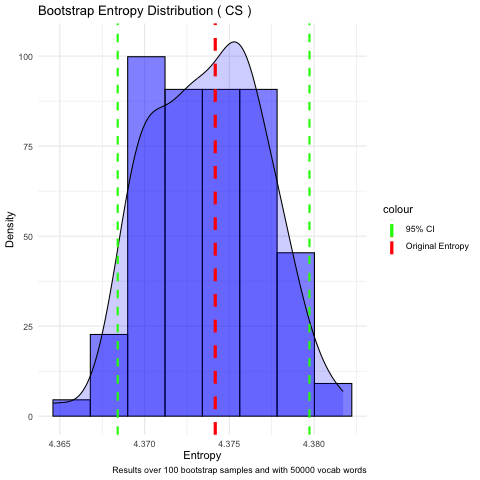 Bootstrap Entropy Distribution ( CS )
100
75
50
25
0
Density
4.365
4.370
4.375
4.380
Entropy
colour
95% CI
Original Entropy
Results over 100 bootstrap samples and with 50000 vocab words